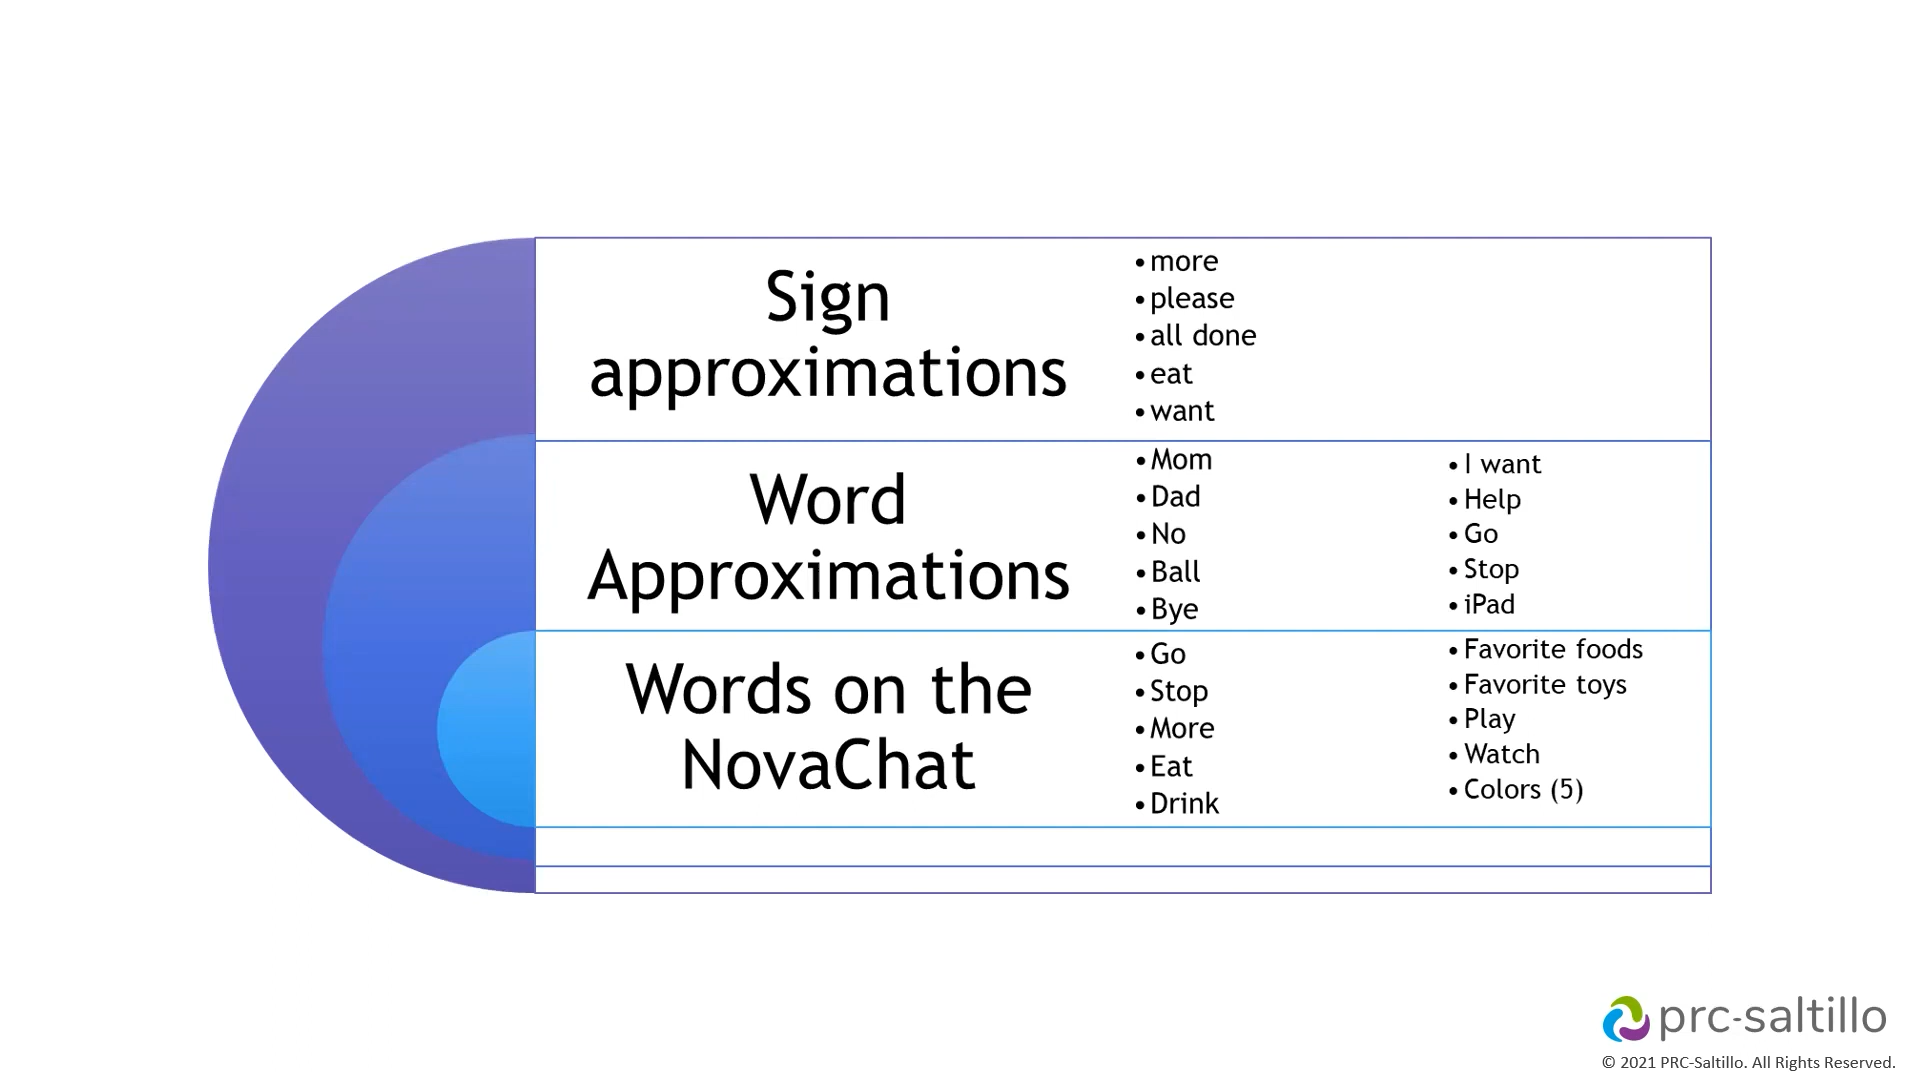 Sign
approximations
• more
• please
• all done
• eat
• want
Word
Approximations
• Mom
• Dad
• No
• Ball
• Bye
• I want
• Help
• Go
• Stop
• iPad
Words on the
NovaChat
• Go
• Stop
• More
• Eat
• Drink
• Favorite foods
• Favorite toys
• Play
• Watch
• Colors (5)
prc-saltillo
© 2021 PRC-Saltillo. All Rights Reserved.